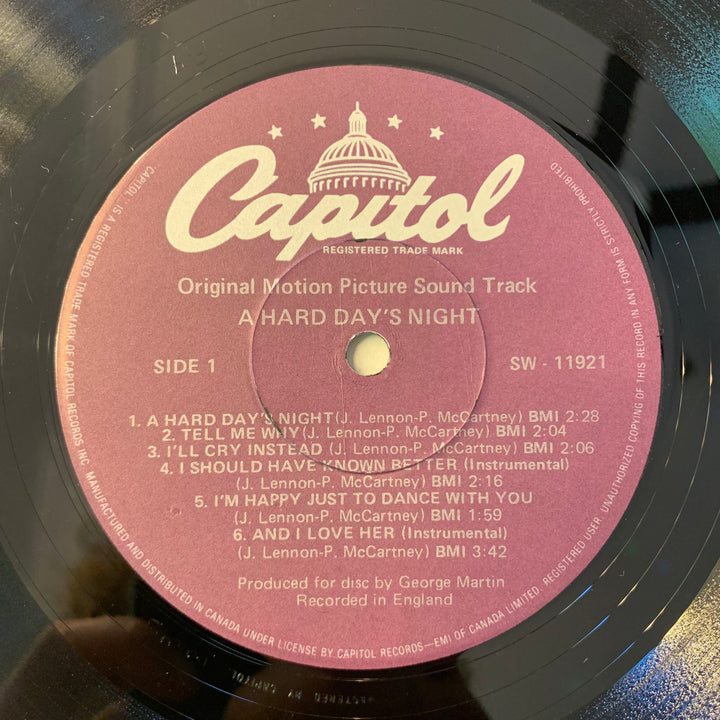 Capitol
REGISTERED TRADE MARK
Original Motion Picture Sound Track
A HARD DAY'S NIGHT
SIDE 1
SW - 11921
1. A HARD DAY'S NIGHT (J. Lennon-P. McCartney) BMI 2:28
2. TELL ME WHY (J. Lennon-P. McCartney) BMI 2:04
3. I'LL CRY INSTEAD (J. Lennon-P. McCartney) BMI 2:06
4. I SHOULD HAVE KNOWN BETTER (Instrumental)
(J. Lennon-P. McCartney) BMI 2:16
5. I'M HAPPY JUST TO DANCE WITH YOU
(J. Lennon-P. McCartney) BMI 1:59
6. AND I LOVE HER (Instrumental)
(J. Lennon-P. McCartney) BMI 3:42
Produced for disc by George Martin
Recorded in England
CAPITOL IS A REGISTERED TRADE MARK OF CAPITOL RECORDS INC. MANUFACTURED AND DISTRIBUTED IN CANADA UNDER LICENSE BY CAPITOL RECORDS—EMI OF CANADA LIMITED. REGISTERED USER. UNAUTHORIZED COPYING OF THIS RECORD IN ANY FORM IS STRICTLY PROHIBITED
MASTERED BY CAPITOL